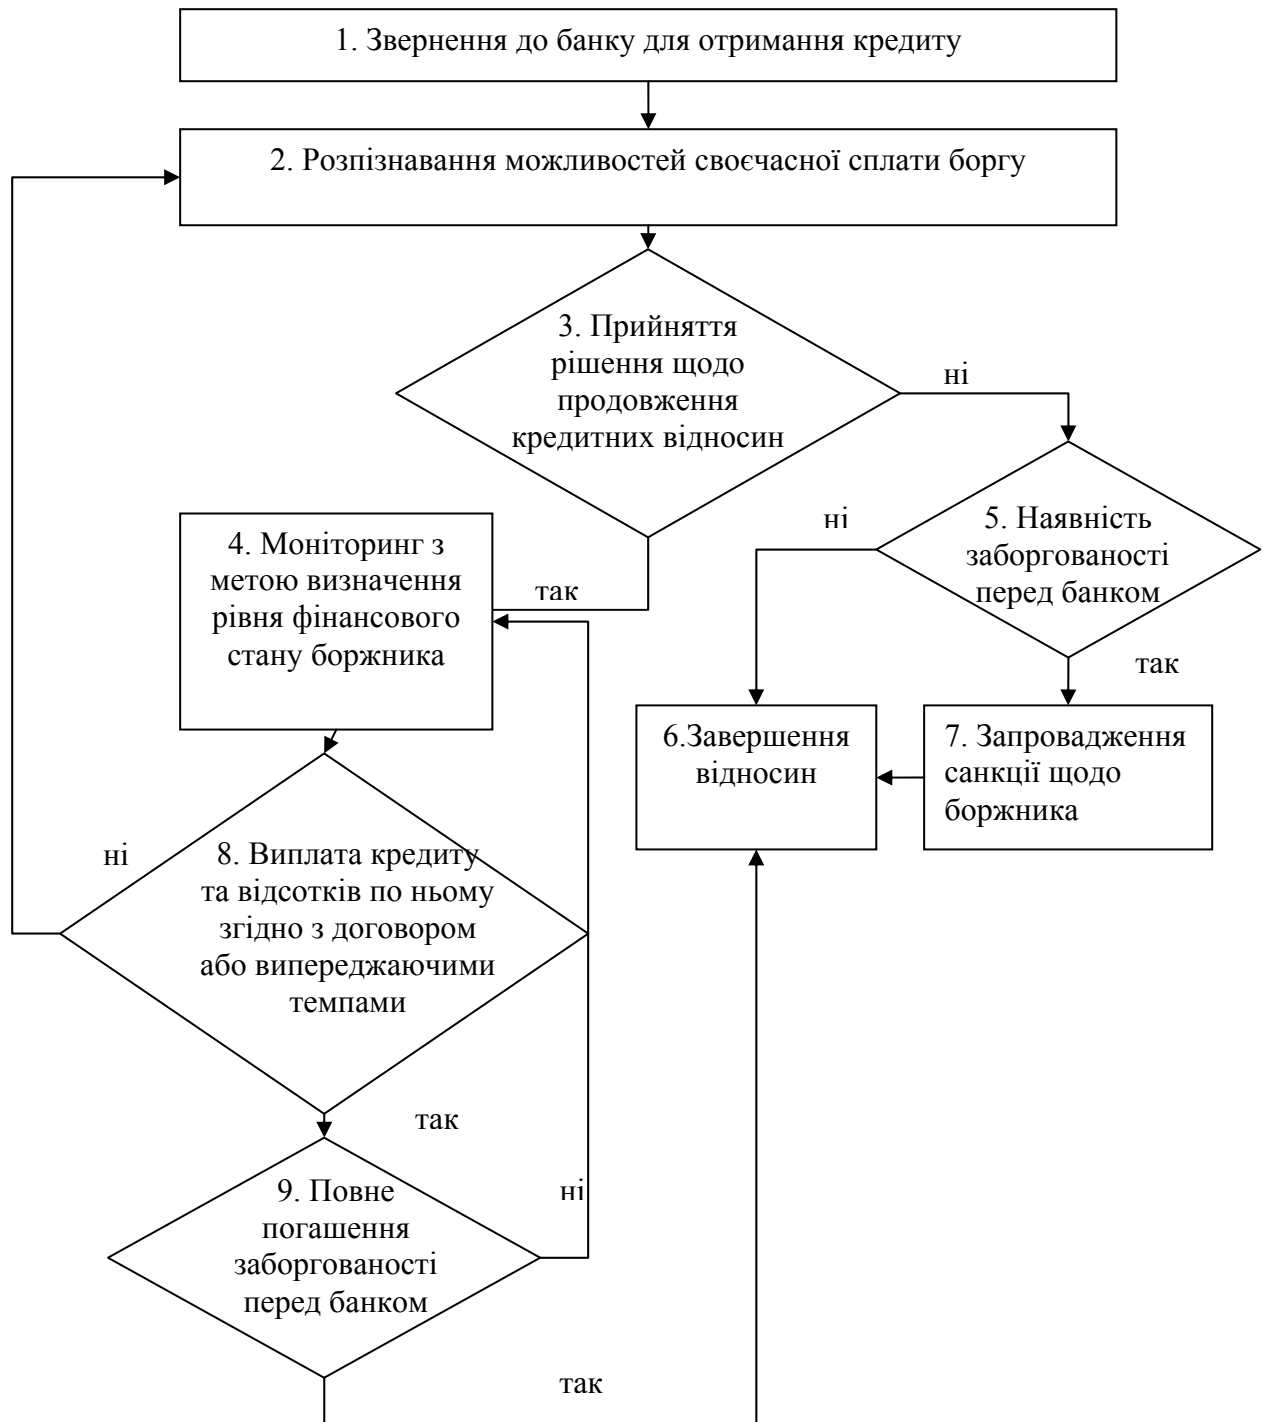 1. Звернення до банку для отримання кредиту
2. Розпізнавання можливостей своєчасної сплати боргу
3. Прийняття
рішення щодо
продовження
кредитних відносин
ні
4. Моніторинг з
метою визначення
рівня фінансового
стану боржника
так
ні
5. Наявність
заборгованості
перед банком
так
6.Завершення
відносин
7. Запровадження
санкції щодо
боржника
ні
8. Виплата кредиту
та відсотків по ньому
згідно з договором
або випереджаючими
темпами
так
9. Повне
погашення
заборгованості
перед банком
ні
так